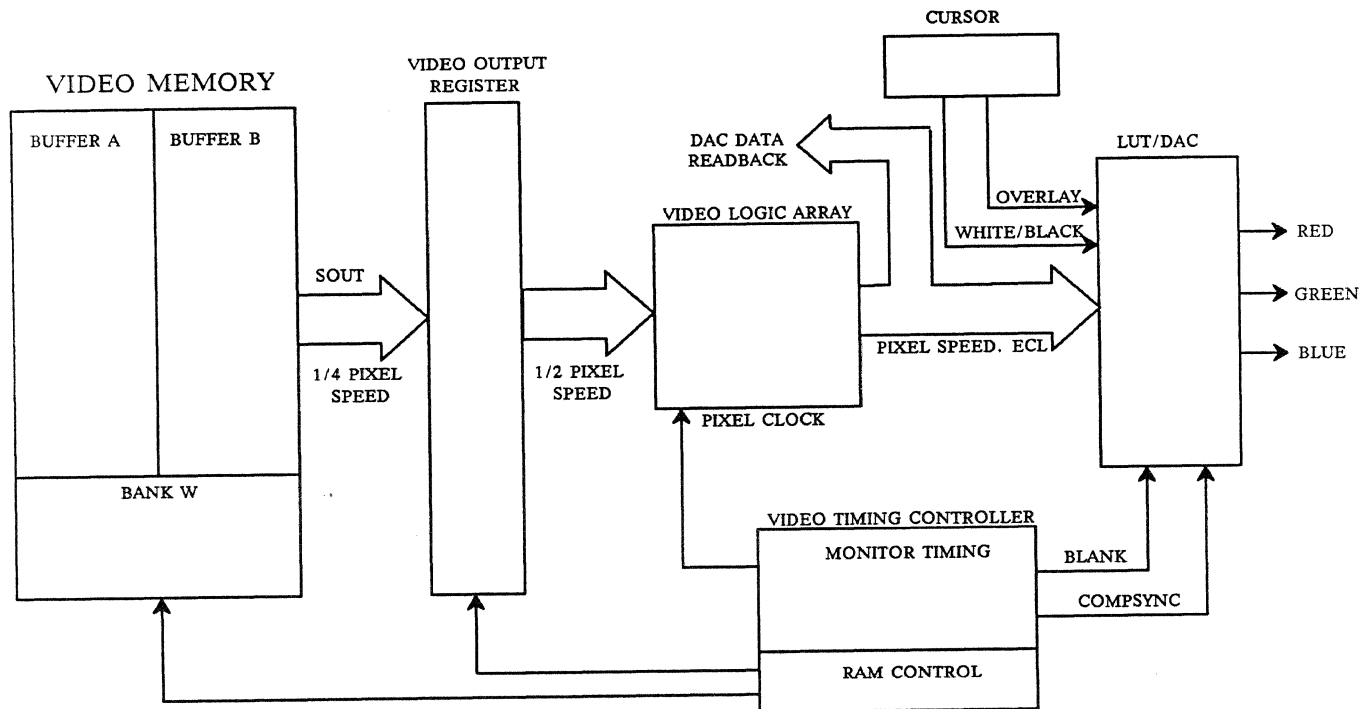 CURSOR
VIDEO OUTPUT
REGISTER
VIDEO MEMORY
BUFFER A
BUFFER B
DAC DATA
READBACK
LUT/DAC
OVERLAY
WHITE/BLACK
VIDEO LOGIC ARRAY
RED
GREEN
BLUE
SOUT
1/4 PIXEL
SPEED
1/2 PIXEL
SPEED
PIXEL SPEED. ECL
PIXEL CLOCK
BANK W
VIDEO TIMING CONTROLLER
MONITOR TIMING
BLANK
COMPSYNC
RAM CONTROL